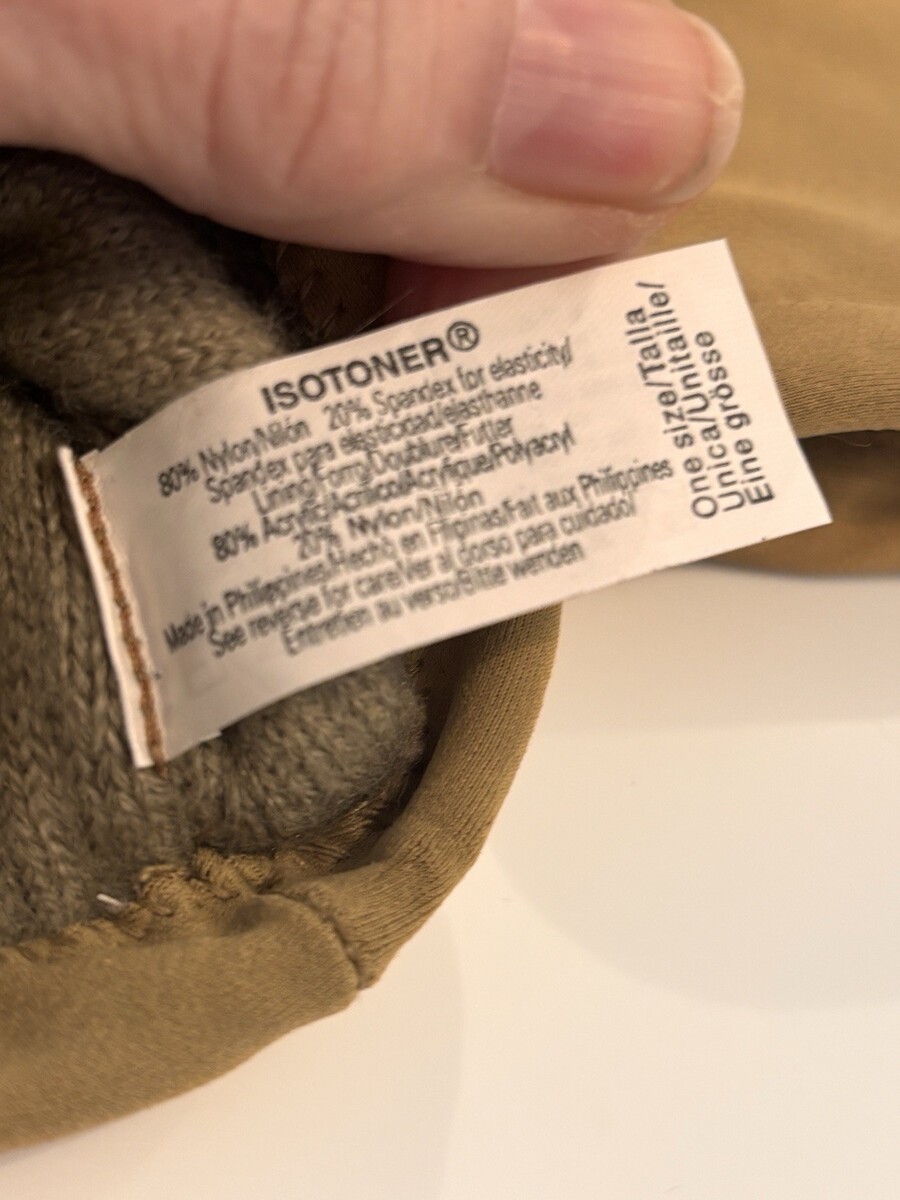 ISOTONER®
80% Nylon/Nilón 20% Spandex for elasticity/
Spandex para elasticidad/elasthanne
Lining/Forro/Doublure/Futter
80% Acrylic/Acrilico/Acrylique/Polyacryl
20% Nylon/Nilón
Made in Philippines/Hecho en Filipinas/Fait aux Philippines
See reverse for care/Ver al dorso para cuidado/
Entretien au verso/Bitte wenden
One size/Talla
Unica/Unitaille/
Eine grösse